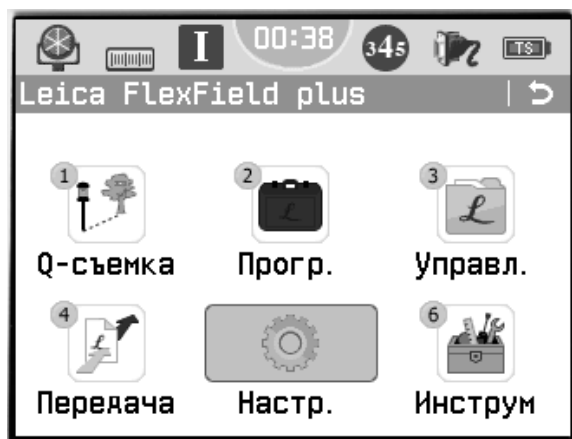 I 00:38 345 TS
Leica FlexField plus
1 2 3
Q-съемка Прогр. Управл.
4 6
Передача Настр. Инструм